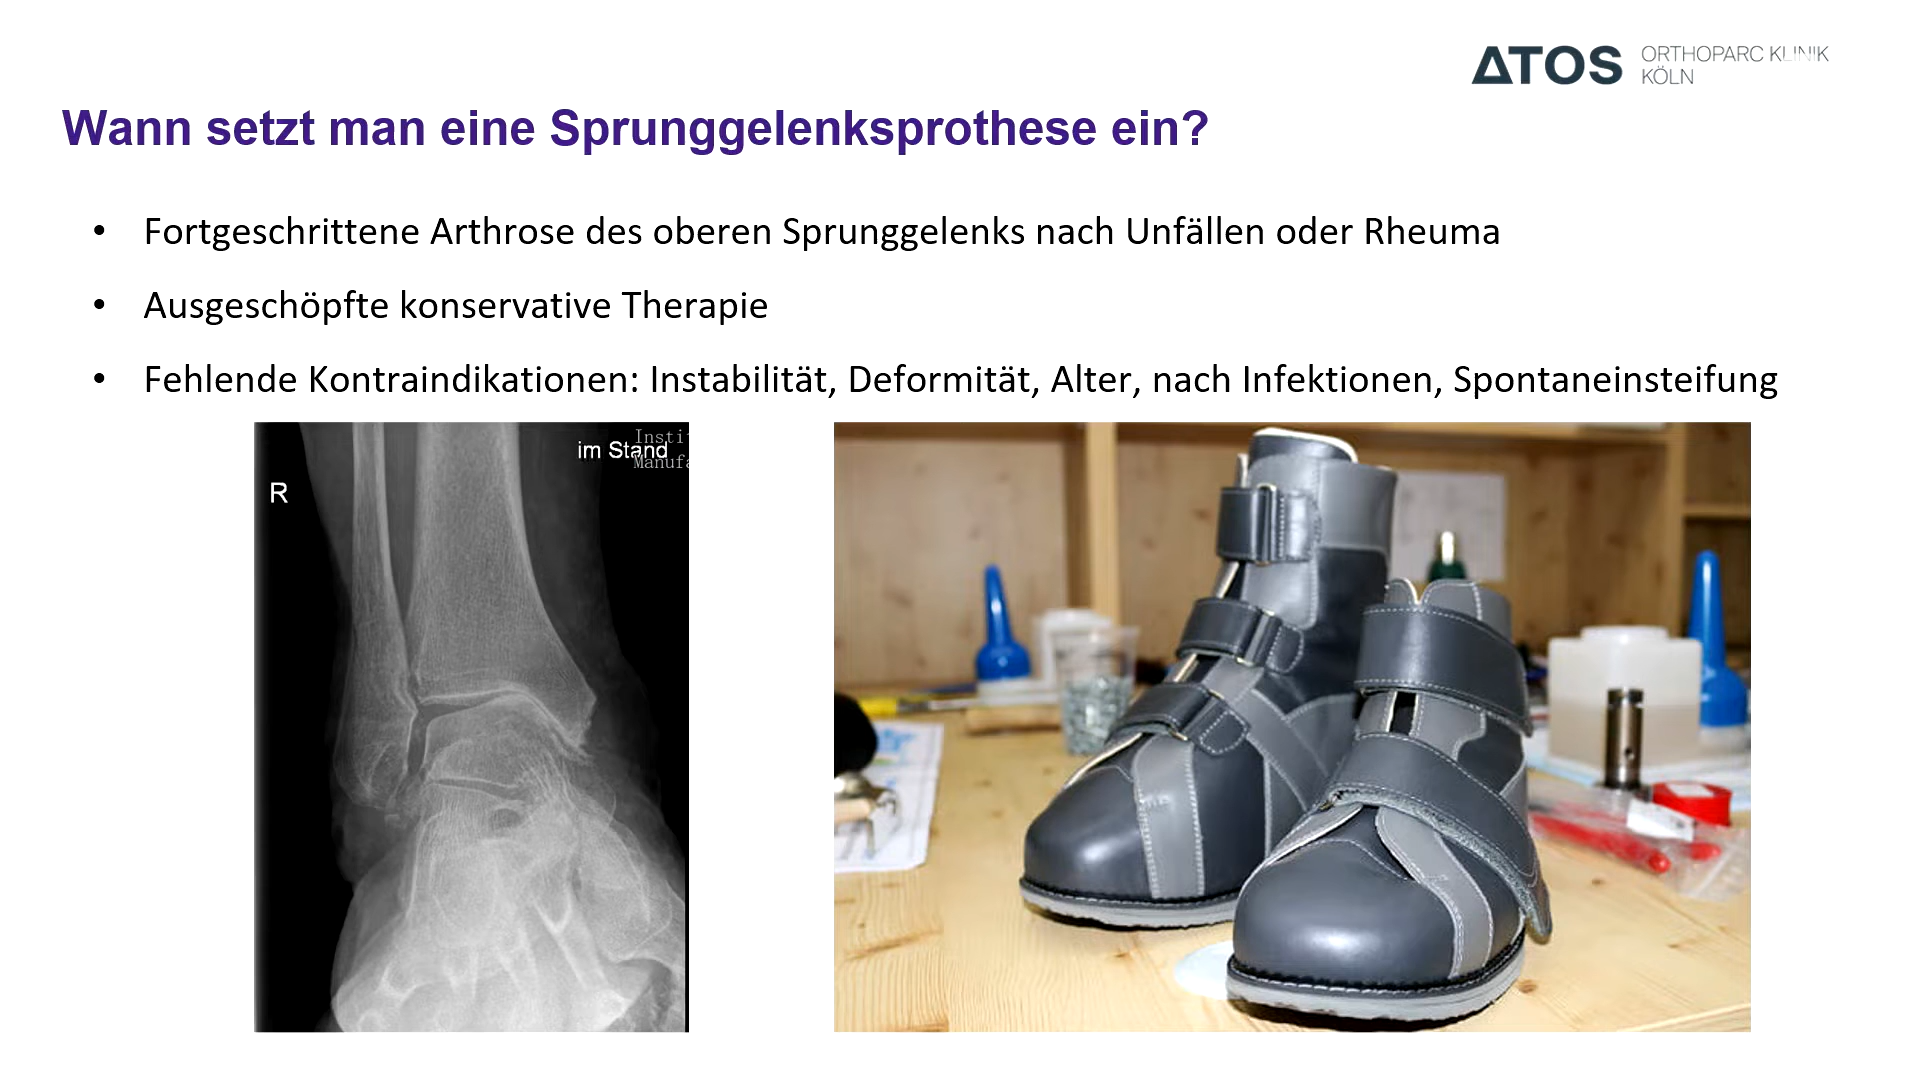 ATOS ORTHOPARC KLINIK
KÖLN
Wann setzt man eine Sprunggelenksprothese ein?
• Fortgeschrittene Arthrose des oberen Sprunggelenks nach Unfällen oder Rheuma
• Ausgeschöpfte konservative Therapie
• Fehlende Kontraindikationen: Instabilität, Deformität, Alter, nach Infektionen, Spontaneinsteifung
im Stand
R